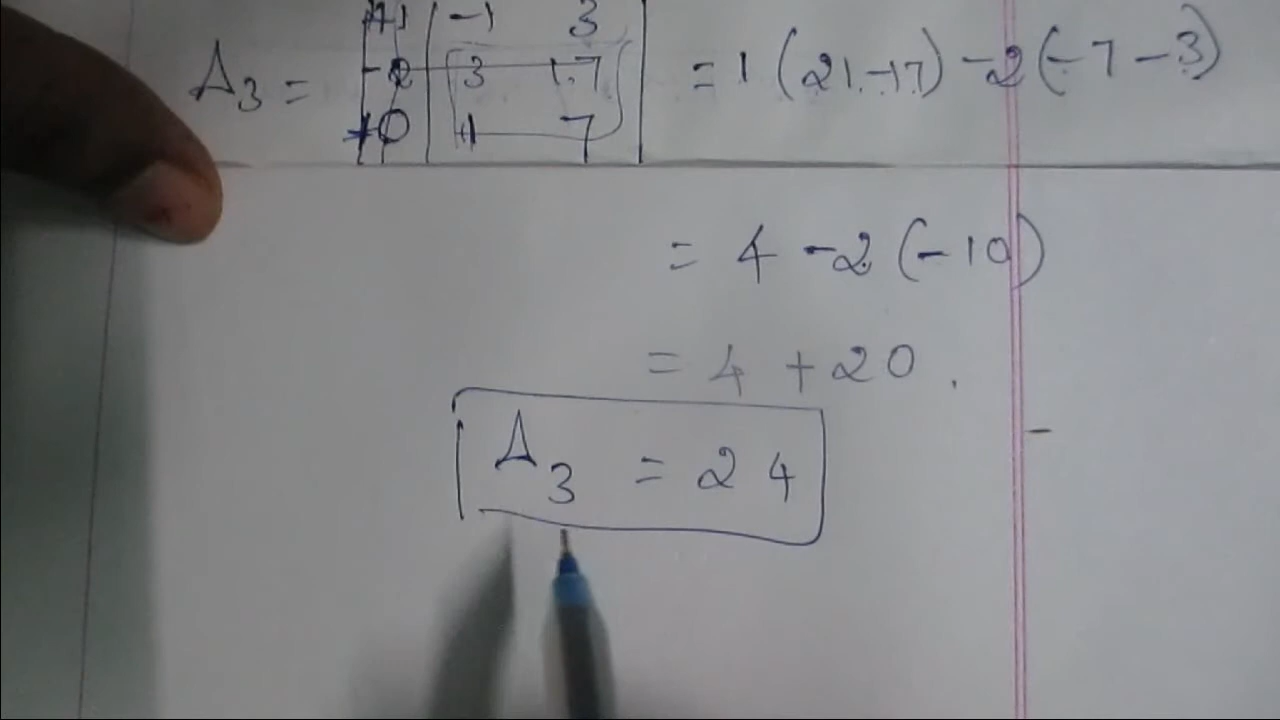 Δ3 = | +1 -1 3 |
| -2 3 17 | = 1 (21-17) -2 (-7 - 3)
| +0 +1 7 |
= 4 -2 (-10)
= 4 + 20.
Δ3 = 24